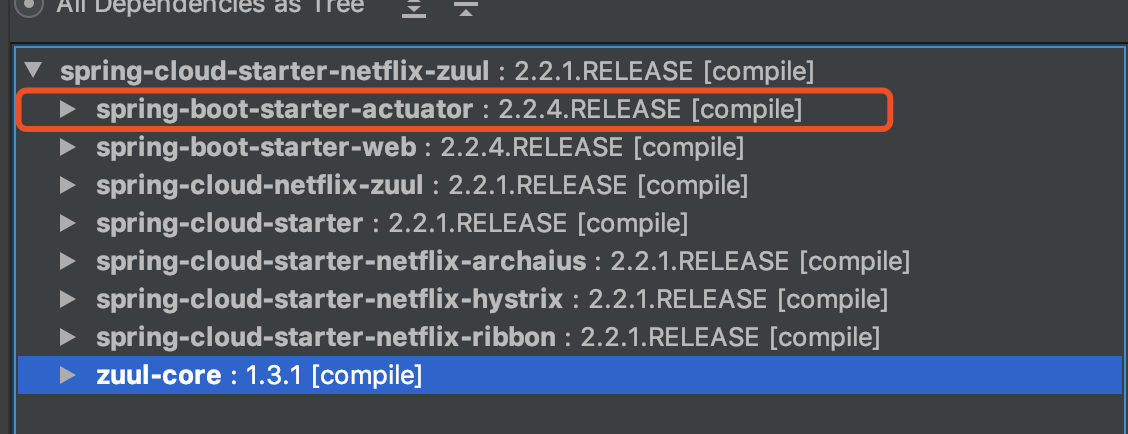 All Dependencies as Tree
spring-cloud-starter-netflix-zuul : 2.2.1.RELEASE [compile]
spring-boot-starter-actuator : 2.2.4.RELEASE [compile]
spring-boot-starter-web : 2.2.4.RELEASE [compile]
spring-cloud-netflix-zuul : 2.2.1.RELEASE [compile]
spring-cloud-starter : 2.2.1.RELEASE [compile]
spring-cloud-starter-netflix-archaius : 2.2.1.RELEASE [compile]
spring-cloud-starter-netflix-hystrix : 2.2.1.RELEASE [compile]
spring-cloud-starter-netflix-ribbon : 2.2.1.RELEASE [compile]
zuul-core : 1.3.1 [compile]